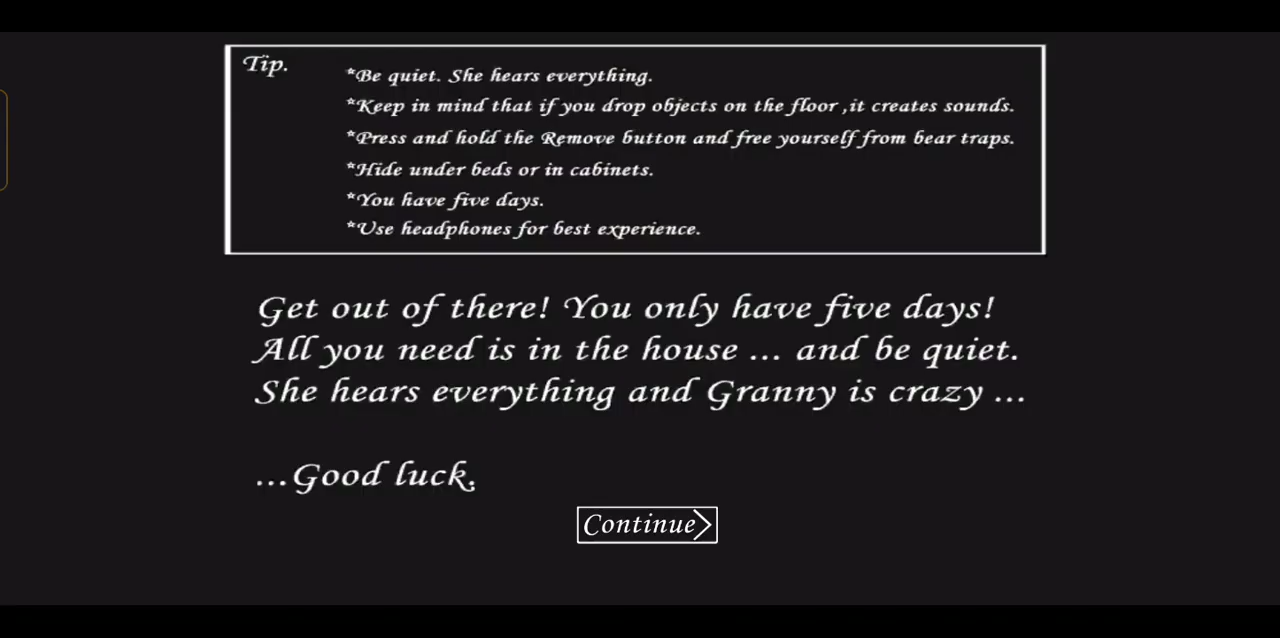 Tip.
*Be quiet. She hears everything.
*Keep in mind that if you drop objects on the floor ,it creates sounds.
*Press and hold the Remove button and free yourself from bear traps.
*Hide under beds or in cabinets.
*You have five days.
*Use headphones for best experience.
Get out of there! You only have five days!
All you need is in the house ... and be quiet.
She hears everything and Granny is crazy ...
...Good luck.
Continue